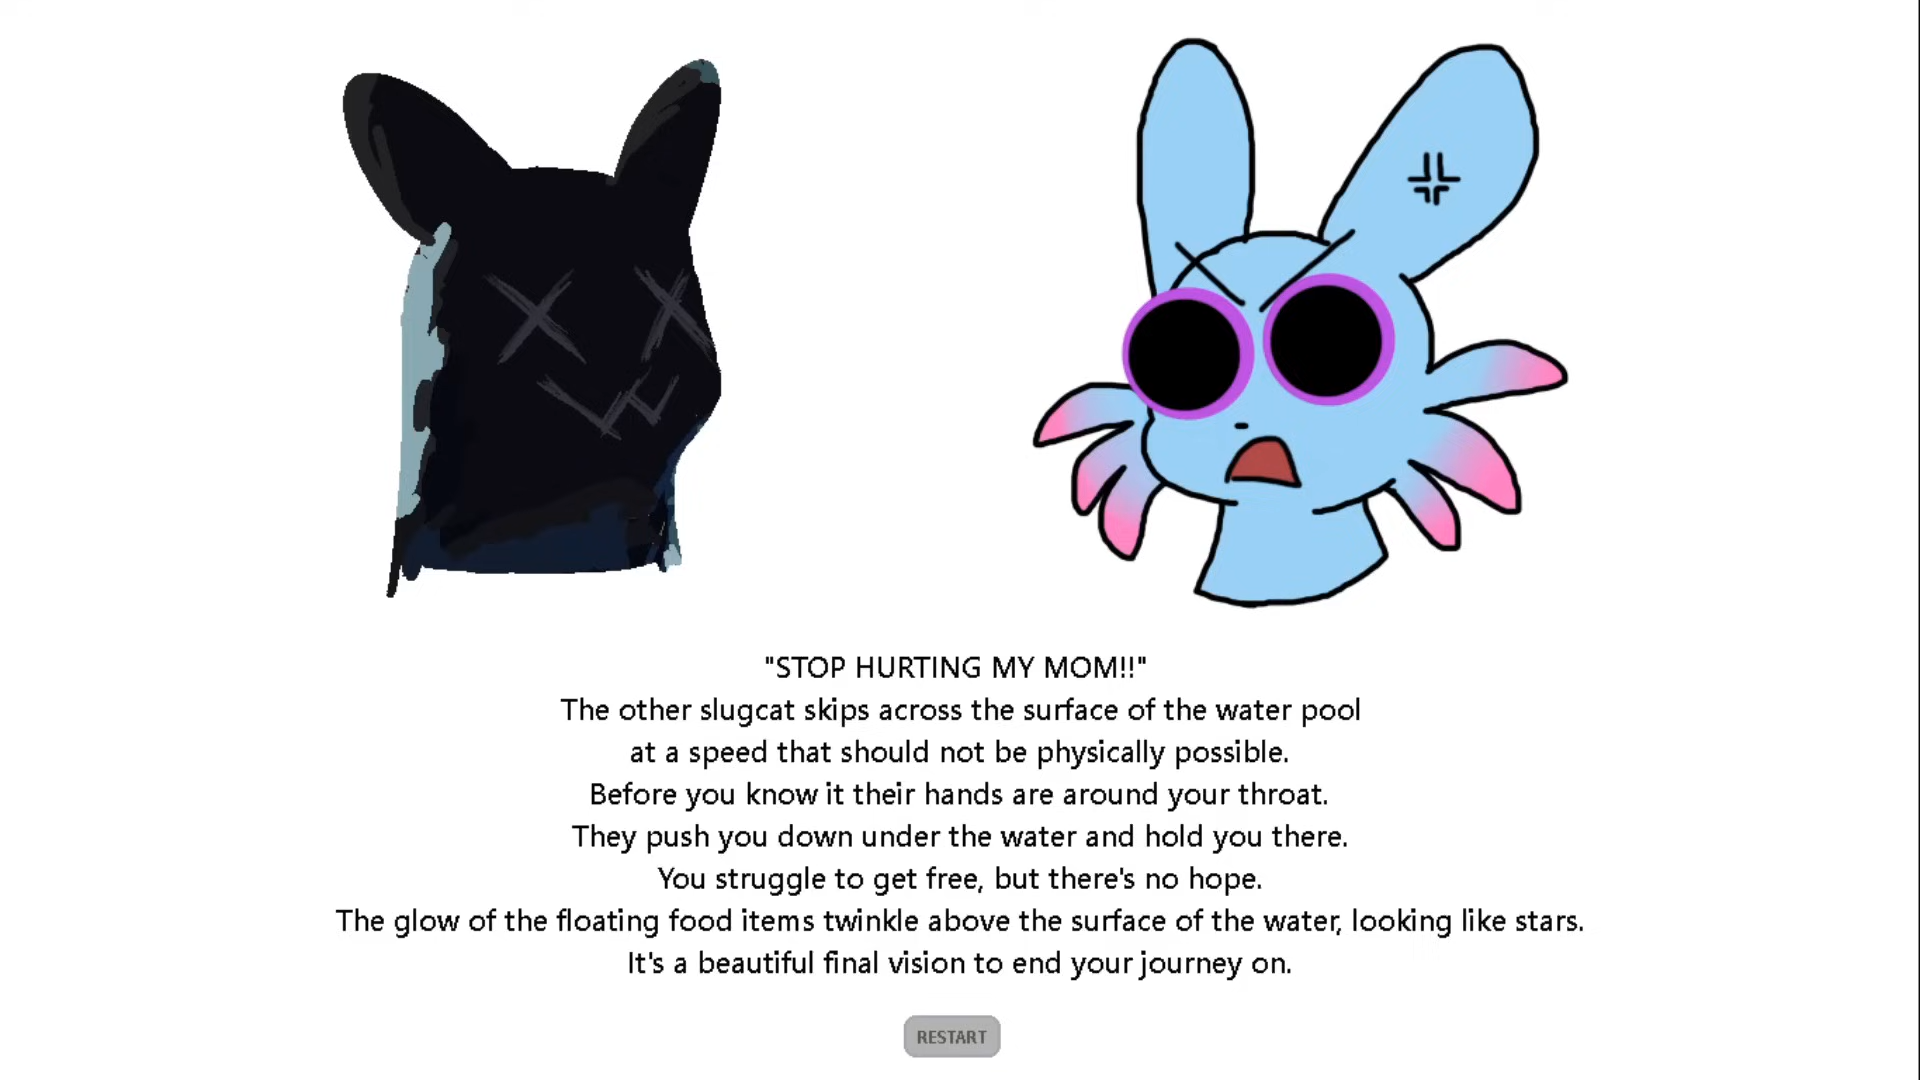 "STOP HURTING MY MOM!!"
The other slugcat skips across the surface of the water pool
at a speed that should not be physically possible.
Before you know it their hands are around your throat.
They push you down under the water and hold you there.
You struggle to get free, but there's no hope.
The glow of the floating food items twinkle above the surface of the water, looking like stars.
It's a beautiful final vision to end your journey on.
RESTART